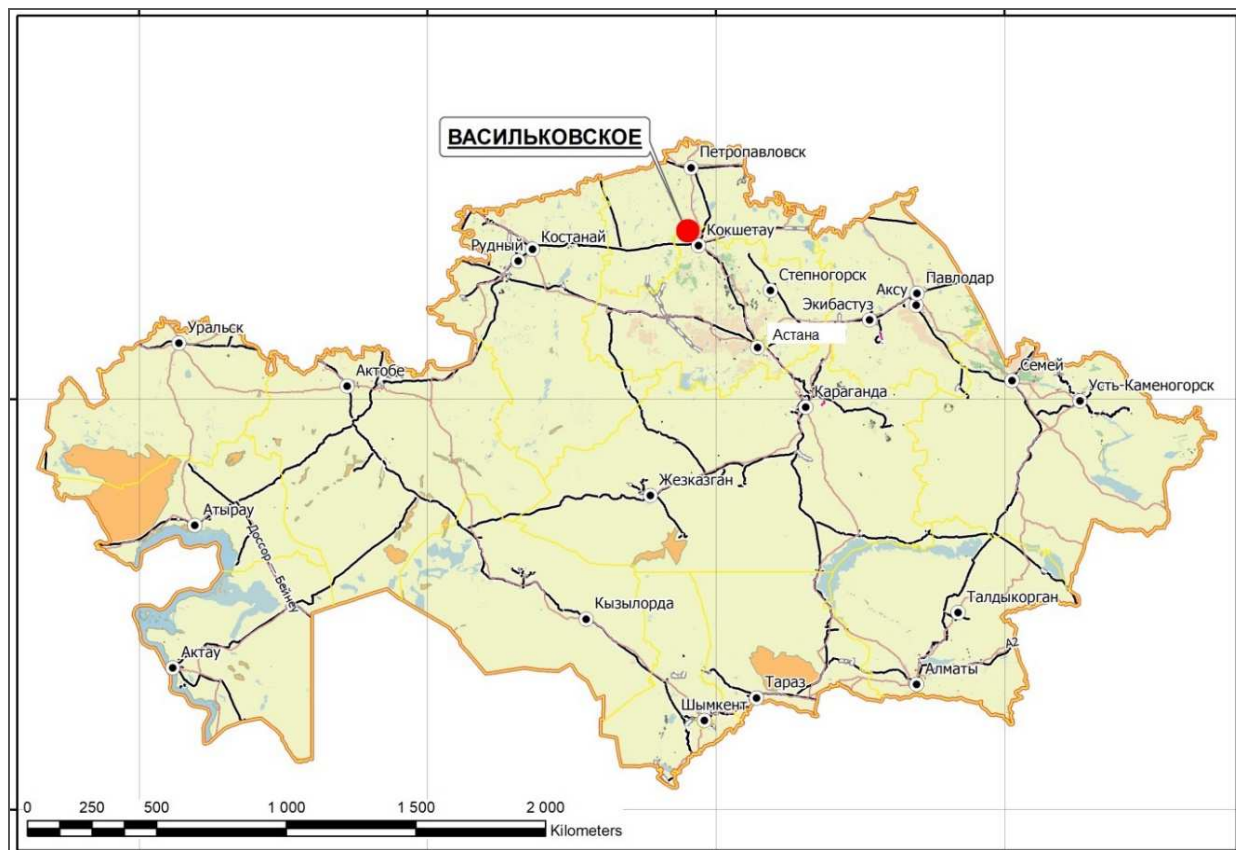 ВАСИЛЬКОВСКОЕ
Петропавловск
Кокшетау
Костанай
Рудный
Степногорск
Павлодар
Аксу
Экибастуз
Астана
Уральск
Актобе
Семей
Усть-Каменогорск
Караганда
Жезказган
Атырау
Доссор — Бейнеу
Кызылорда
Талдыкорган
A2
Актау
Алматы
Тараз
Шымкент
0 250 500 1 000 1 500 2 000
Kilometers